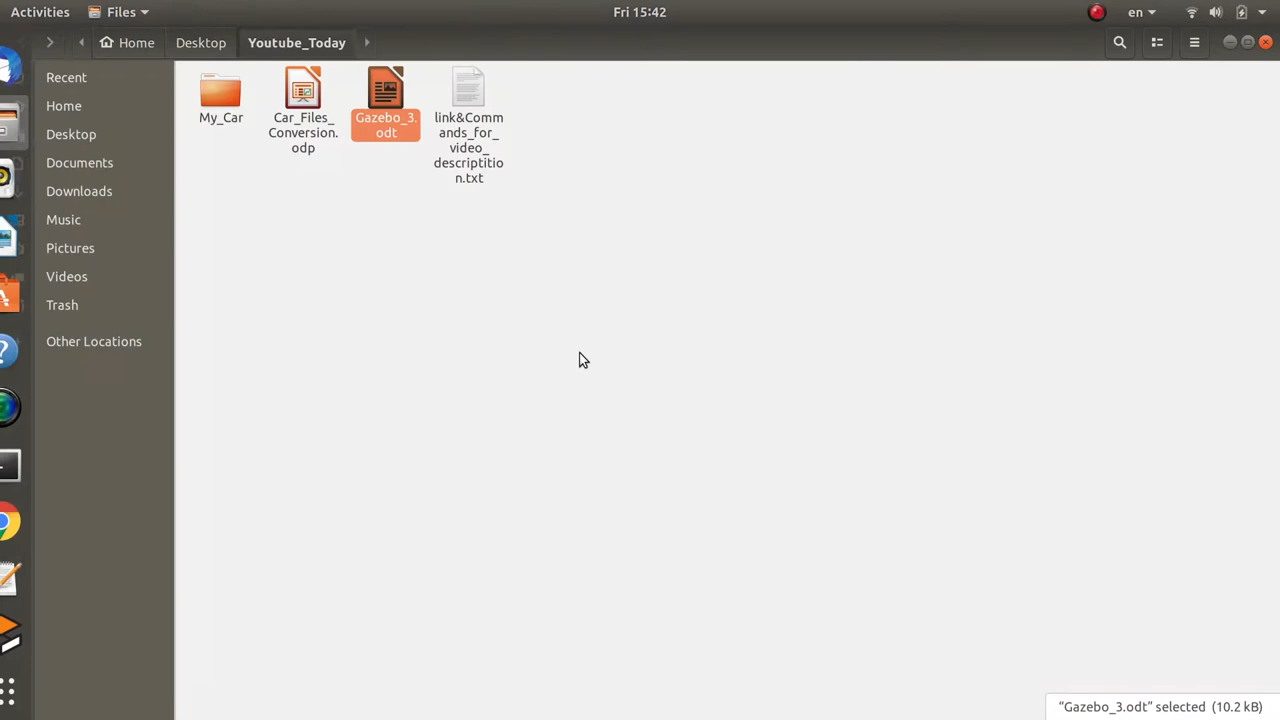 Activities Files Fri 15:42 en
Home Desktop Youtube_Today
Recent
Home
Desktop
Documents
Downloads
Music
Pictures
Videos
Trash
Other Locations
My_Car
Car_Files_
Conversion.
odp
Gazebo_3.
odt
link&Comm
ands_for_
video_
descriptitio
n.txt
“Gazebo_3.odt” selected (10.2 kB)